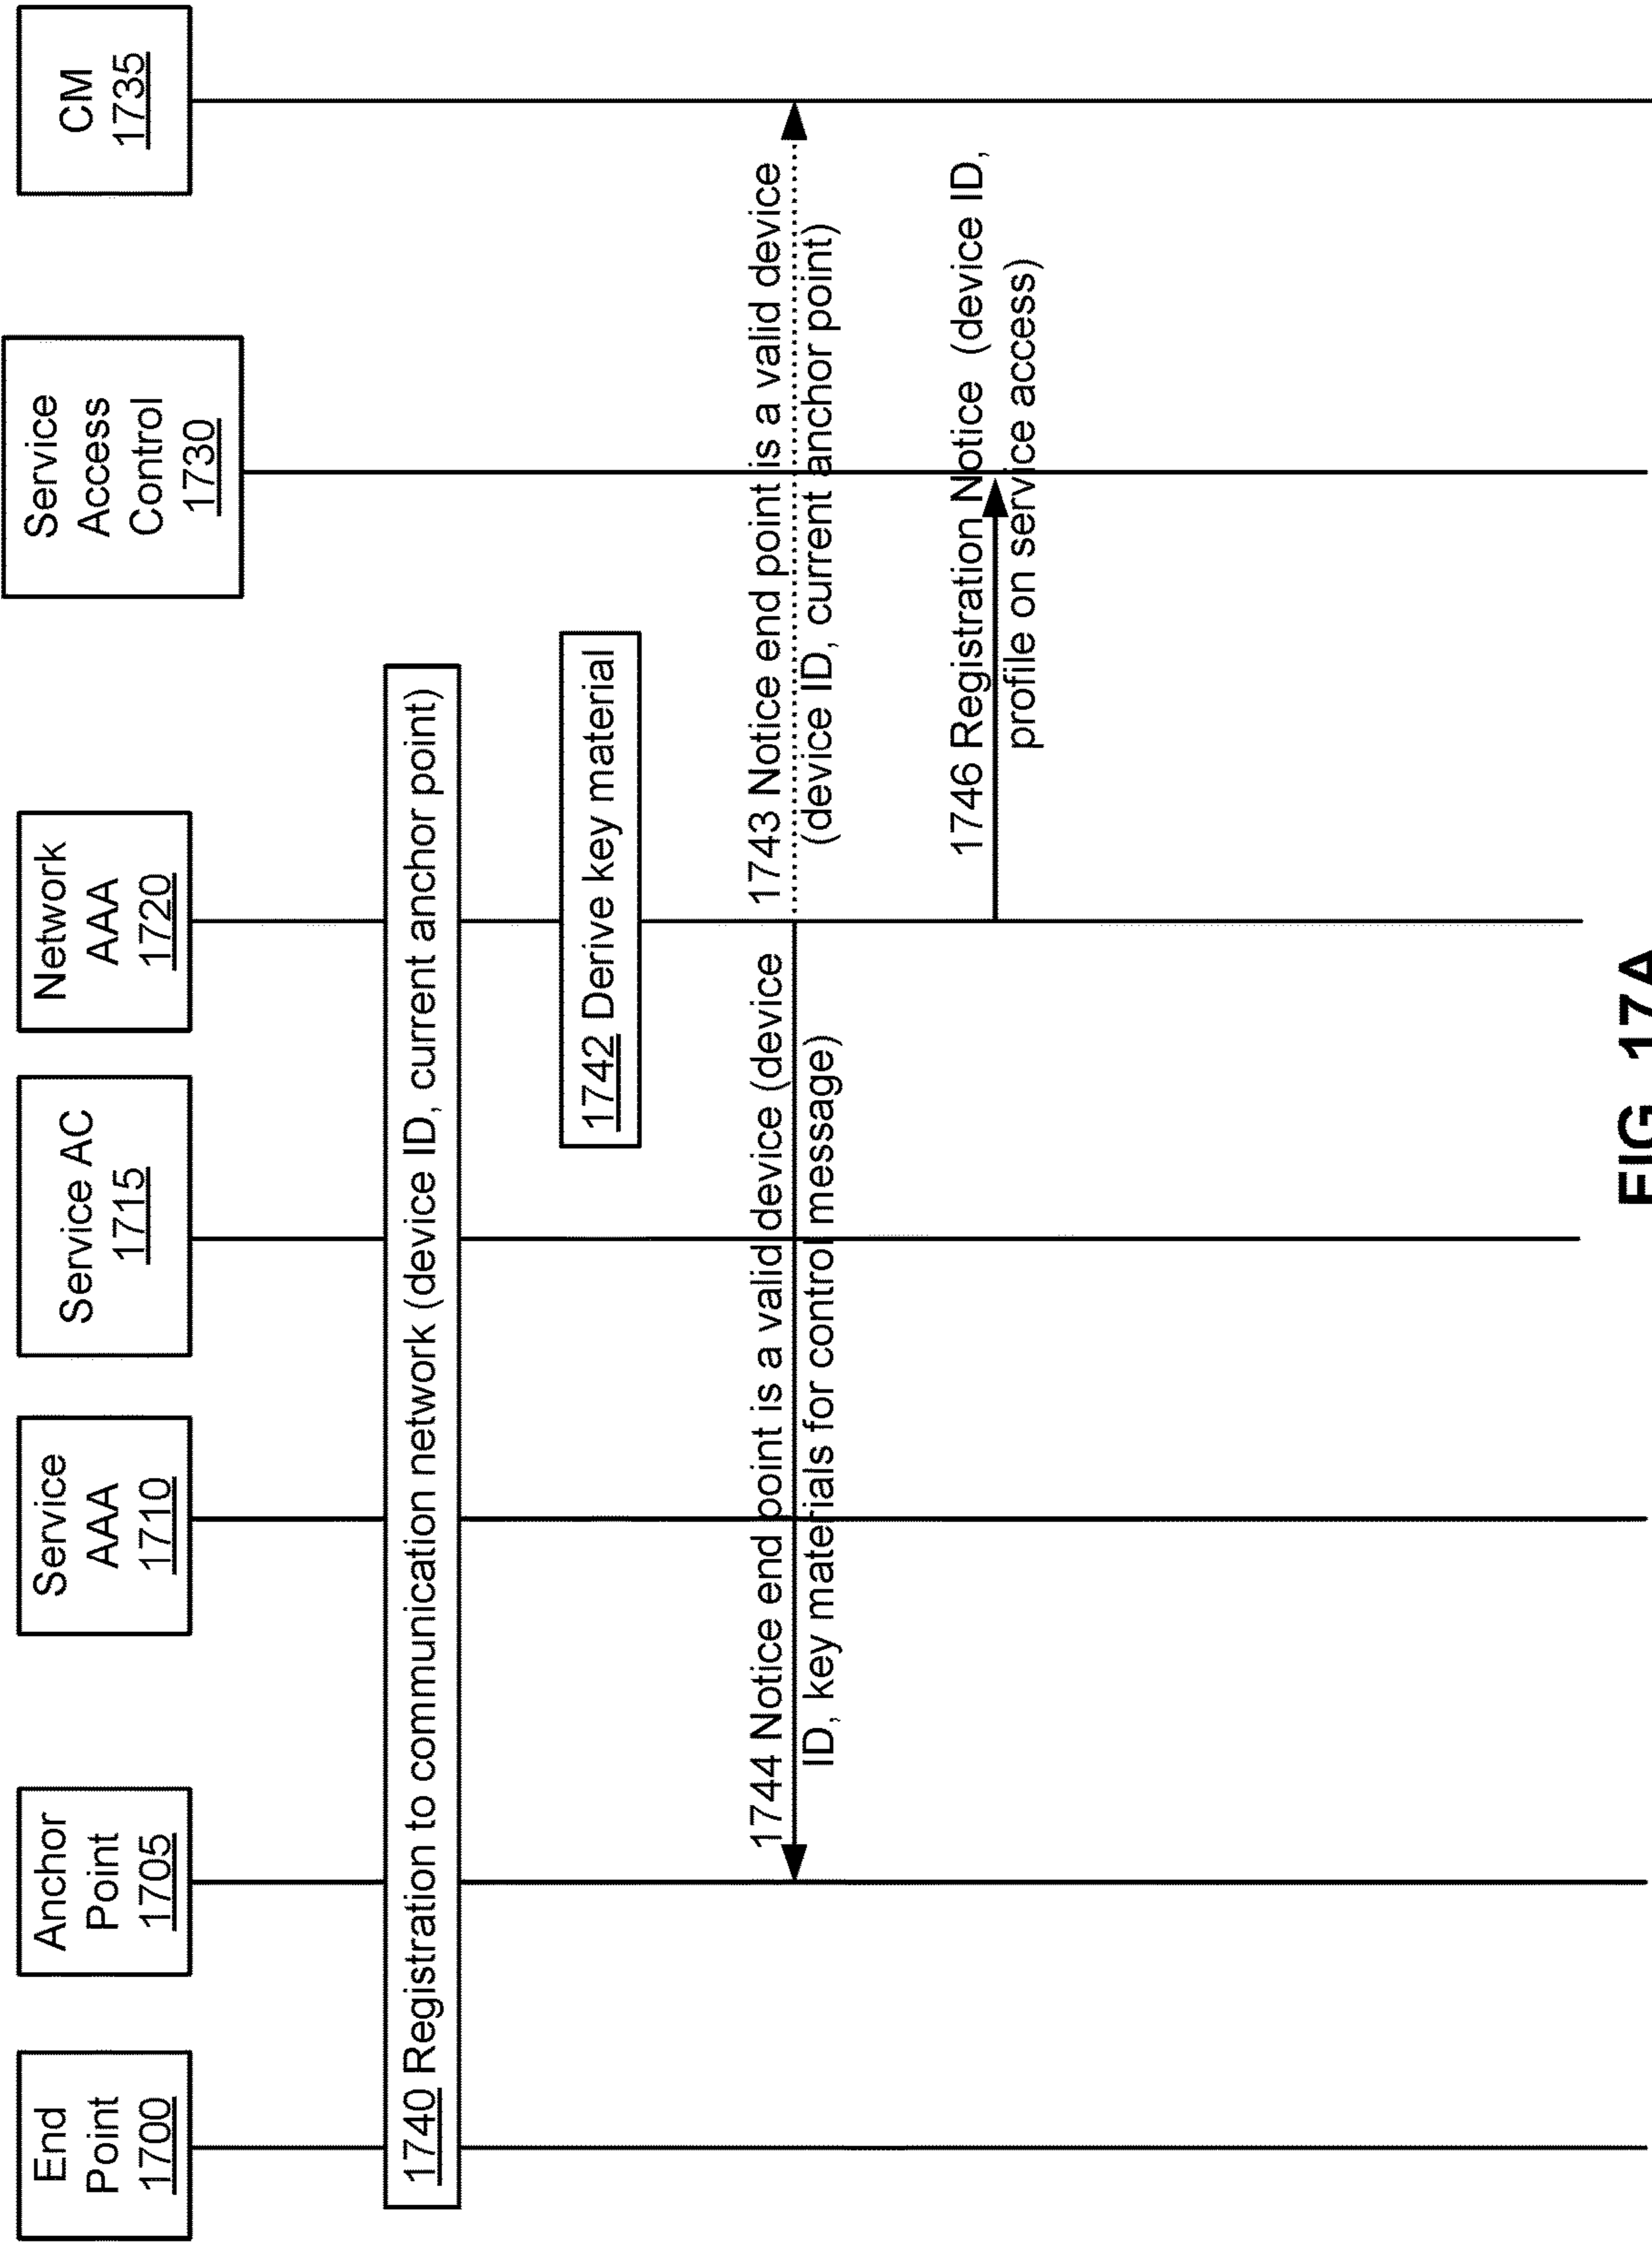 End
Point
1700
Anchor
Point
1705
Service
AAA
1710
Service AC
1715
Network
AAA
1720
Service
Access
Control
1730
CM
1735
1740 Registration to communication network (device ID, current anchor point)
1742 Derive key material
1744 Notice end point is a valid device (device
ID, key materials for control message)
1743 Notice end point is a valid device
(device ID, current anchor point)
1746 Registration Notice (device ID,
profile on service access)
FIG. 17A